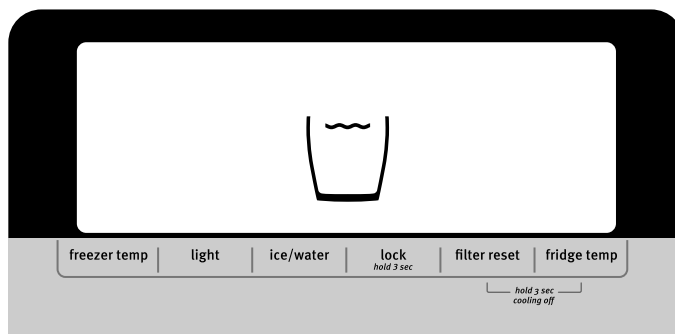 freezer temp
light
ice/water
lock
hold 3 sec
filter reset
fridge temp
hold 3 sec
cooling off